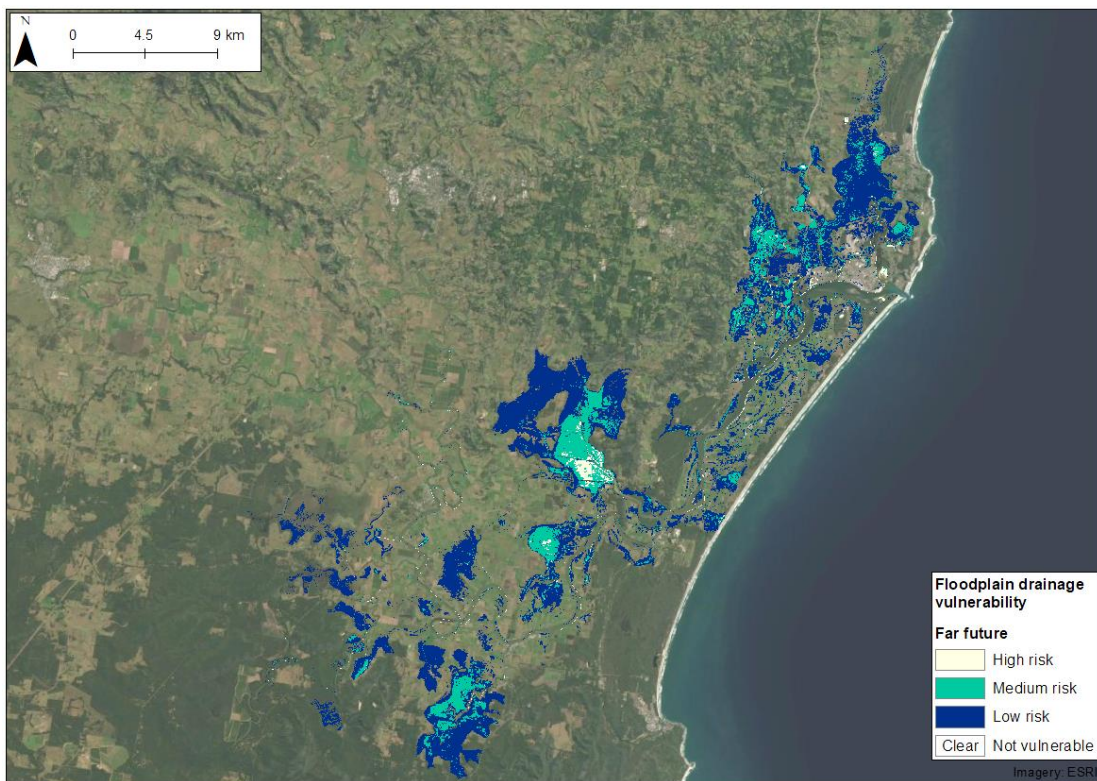 N
0 4.5 9 km
Floodplain drainage
vulnerability
Far future
High risk
Medium risk
Low risk
Clear Not vulnerable
Imagery: ESRI